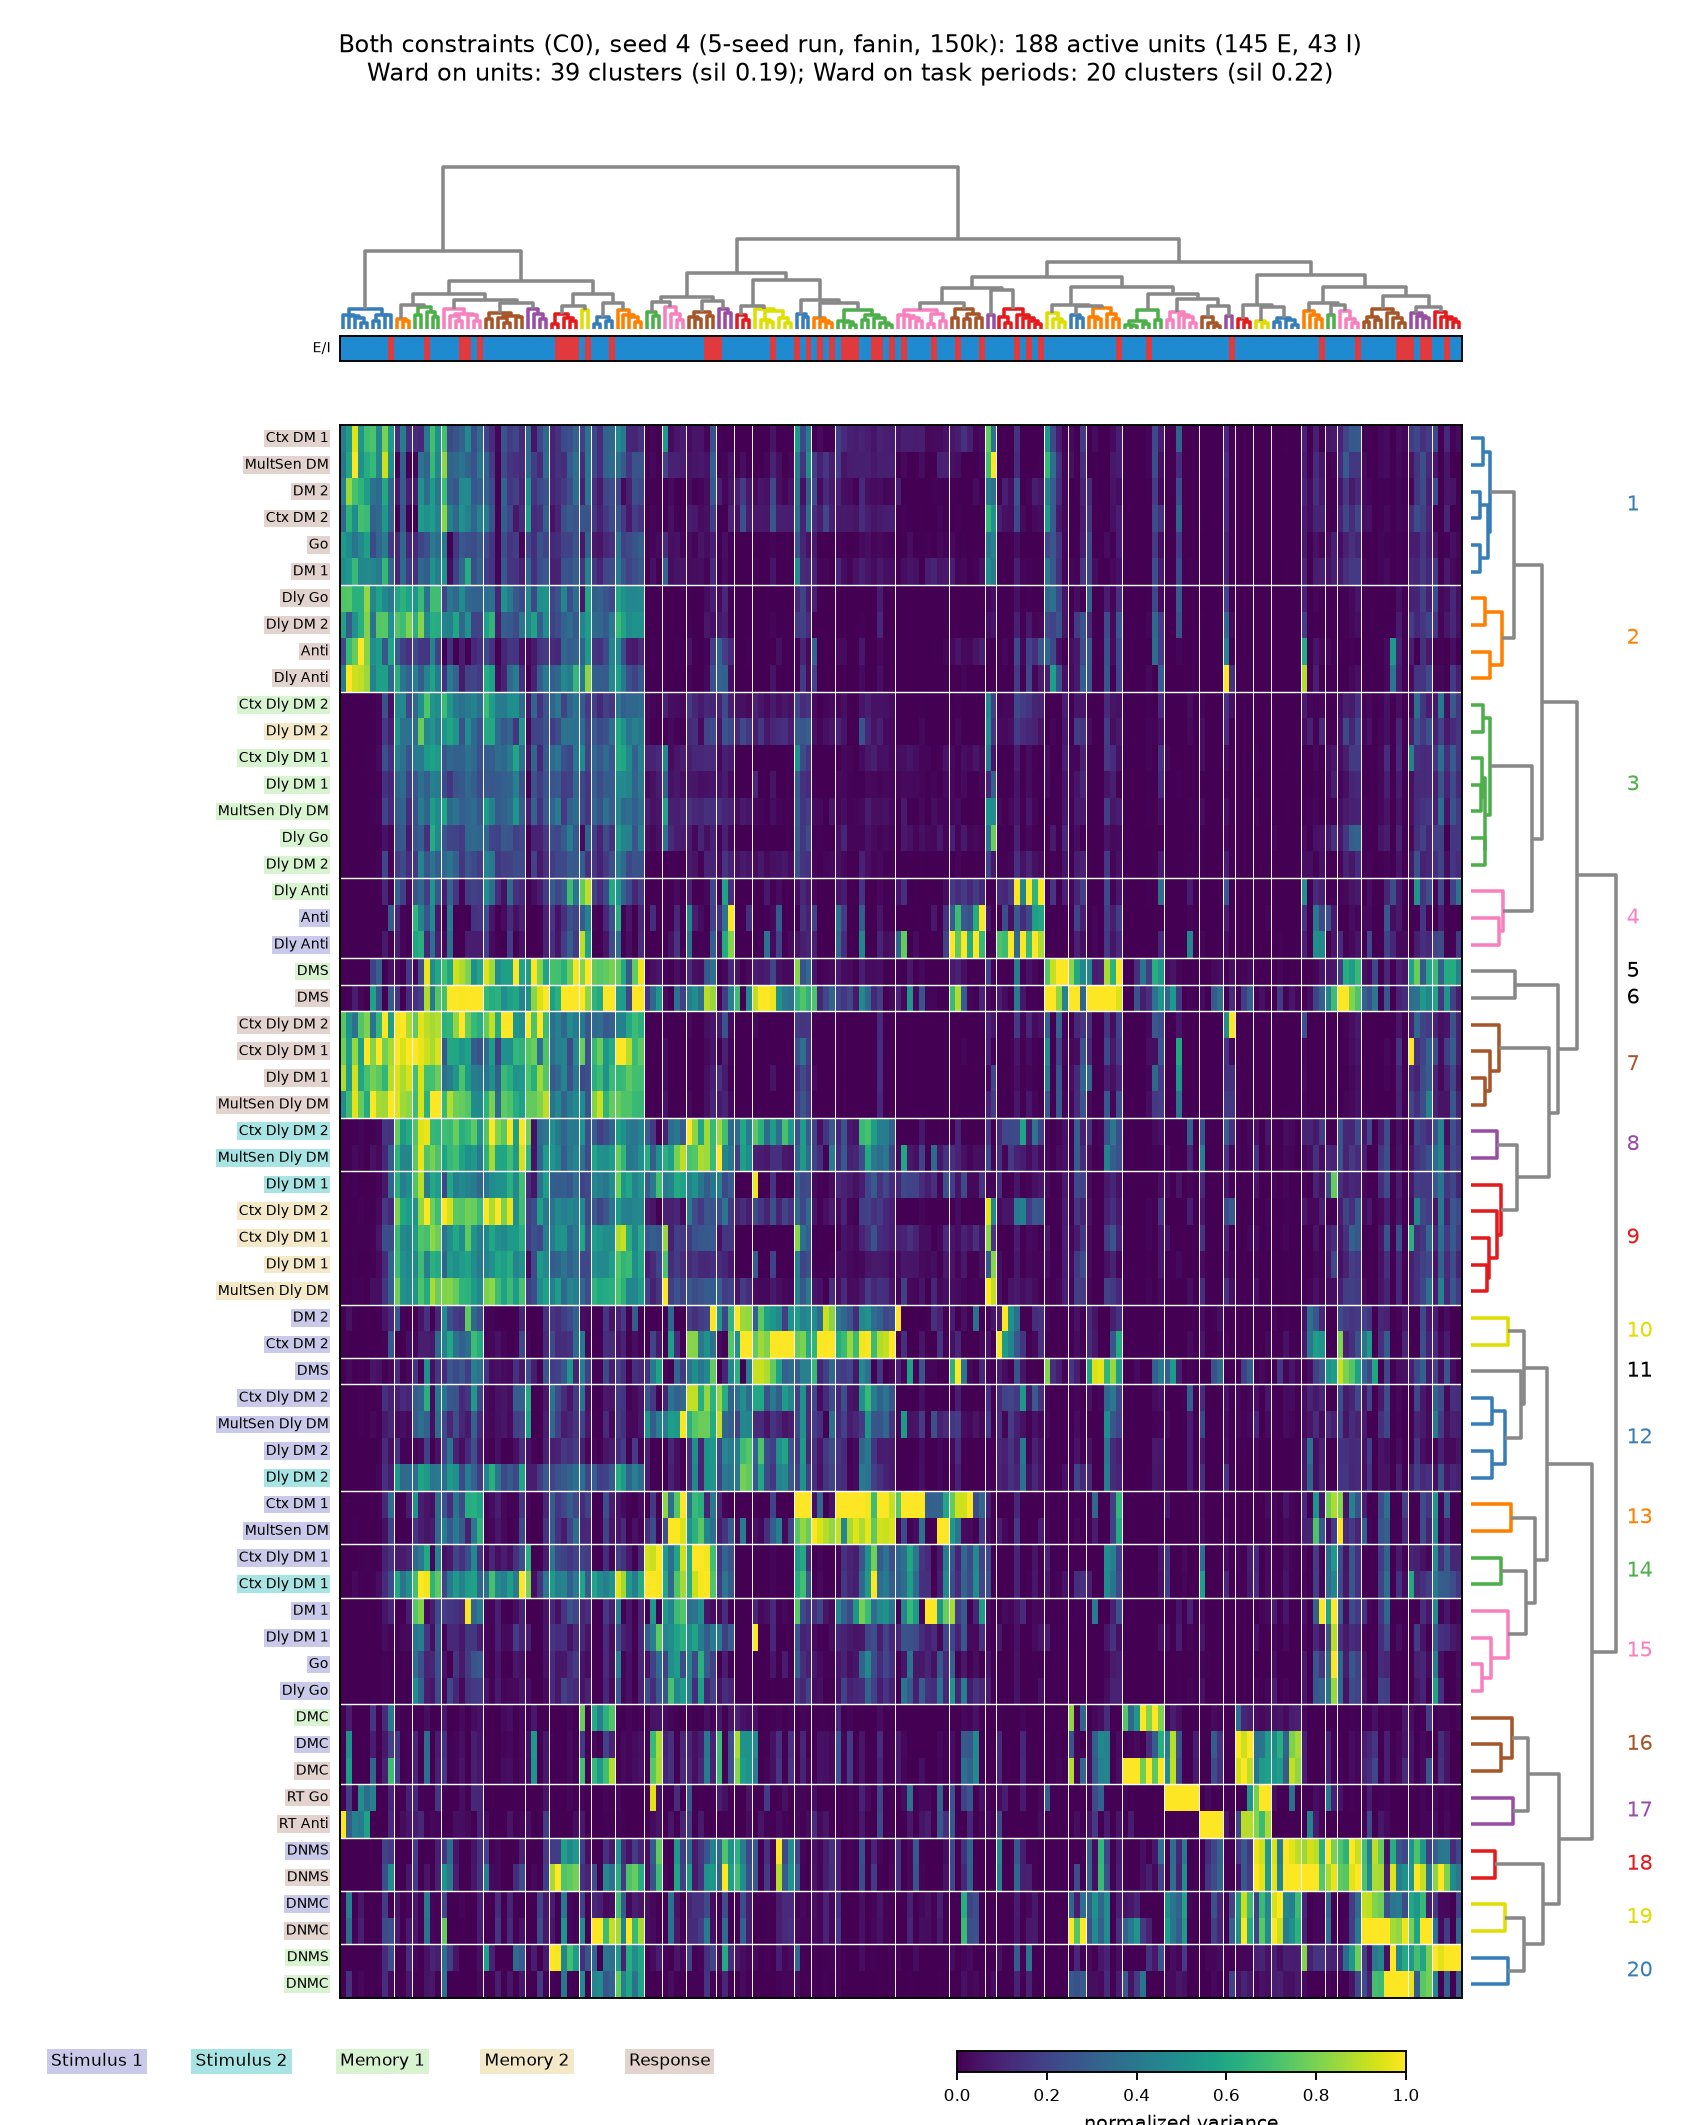 Both constraints (C0), seed 4 (5-seed run, fanin, 150k): 188 active units (145 E, 43 I)
Ward on units: 39 clusters (sil 0.19); Ward on task periods: 20 clusters (sil 0.22)
E/I
Ctx DM 1
MultSen DM
DM 2
Ctx DM 2
Go
DM 1
1
Dly Go
Dly DM 2
Anti
Dly Anti
2
Ctx Dly DM 2
Dly DM 2
Ctx Dly DM 1
Dly DM 1
MultSen Dly DM
Dly Go
Dly DM 2
3
Dly Anti
Anti
Dly Anti
4
DMS
5
DMS
6
Ctx Dly DM 2
Ctx Dly DM 1
Dly DM 1
MultSen Dly DM
7
Ctx Dly DM 2
MultSen Dly DM
8
Dly DM 1
Ctx Dly DM 2
Ctx Dly DM 1
Dly DM 1
MultSen Dly DM
9
DM 2
Ctx DM 2
10
DMS
11
Ctx Dly DM 2
MultSen Dly DM
Dly DM 2
Dly DM 2
12
Ctx DM 1
MultSen DM
13
Ctx Dly DM 1
Ctx Dly DM 1
14
DM 1
Dly DM 1
Go
Dly Go
15
DMC
DMC
DMC
16
RT Go
RT Anti
17
DNMS
DNMS
18
DNMC
DNMC
19
DNMS
DNMC
20
Stimulus 1 Stimulus 2 Memory 1 Memory 2 Response
0.0 0.2 0.4 0.6 0.8 1.0
normalized variance